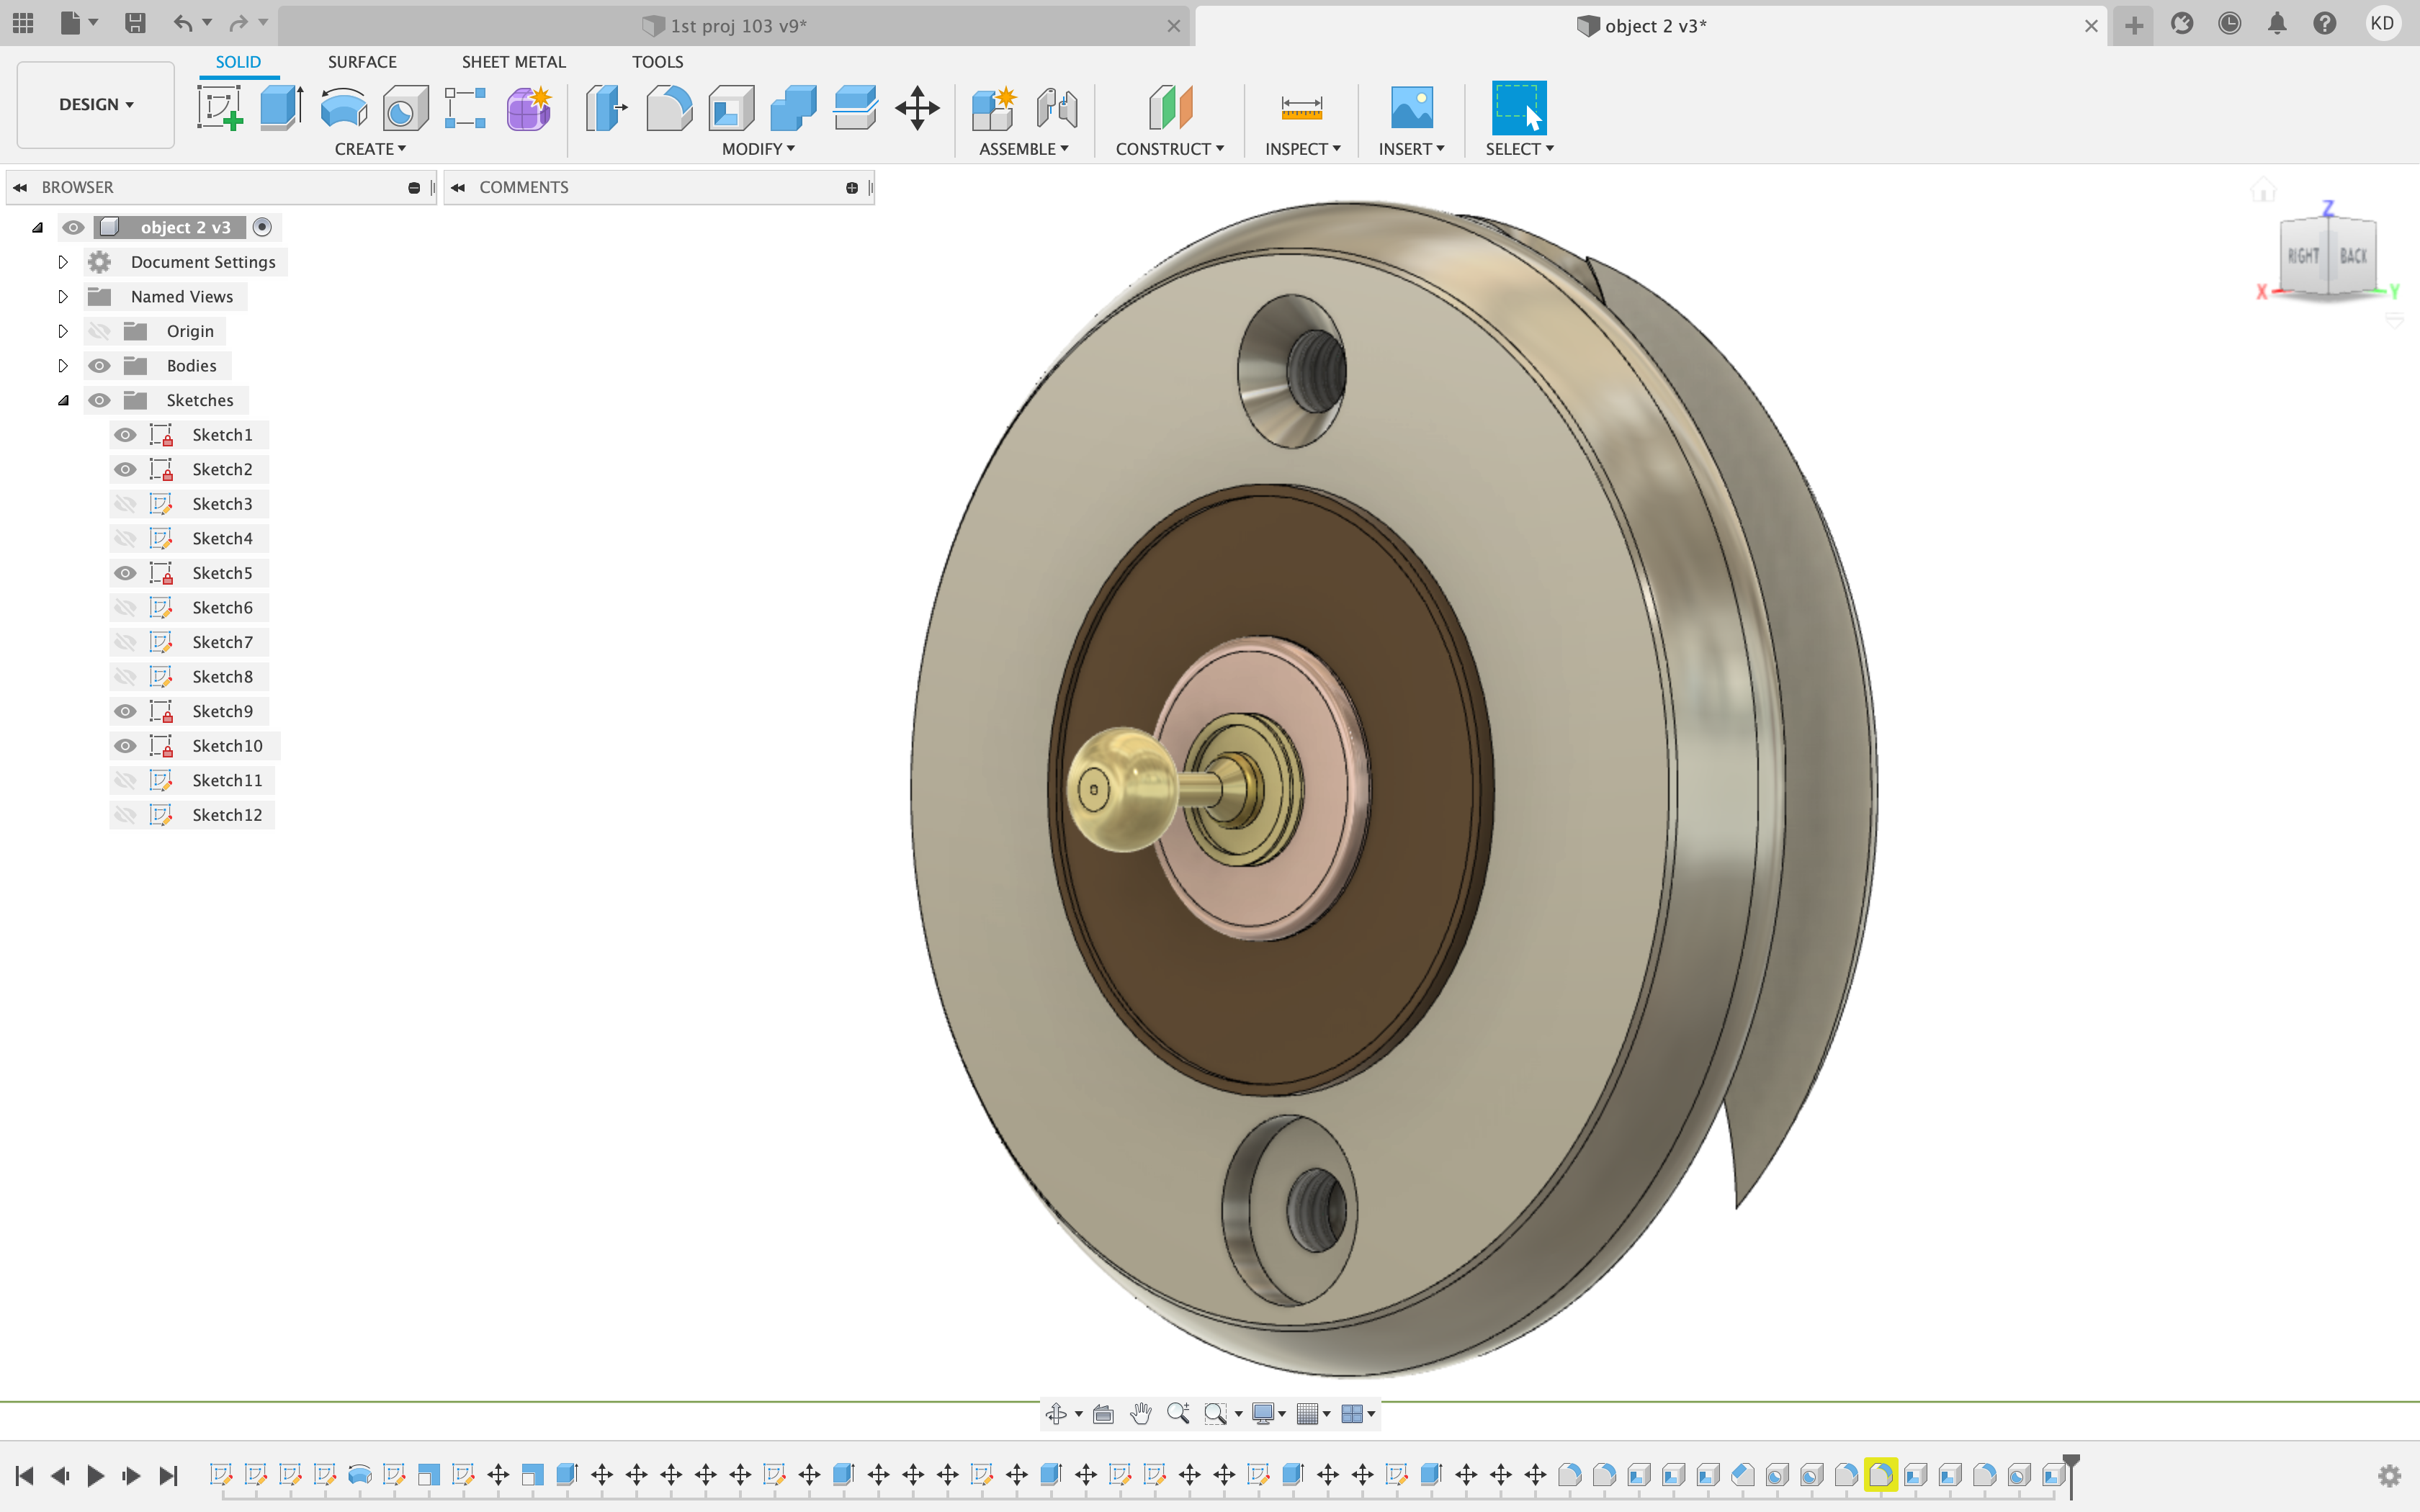 1st proj 103 v9*
object 2 v3*
KD
DESIGN
SOLID
SURFACE
SHEET METAL
TOOLS
CREATE
MODIFY
ASSEMBLE
CONSTRUCT
INSPECT
INSERT
SELECT
BROWSER
COMMENTS
object 2 v3
Document Settings
Named Views
Origin
Bodies
Sketches
Sketch1
Sketch2
Sketch3
Sketch4
Sketch5
Sketch6
Sketch7
Sketch8
Sketch9
Sketch10
Sketch11
Sketch12
Z
RIGHT
BACK
X
Y